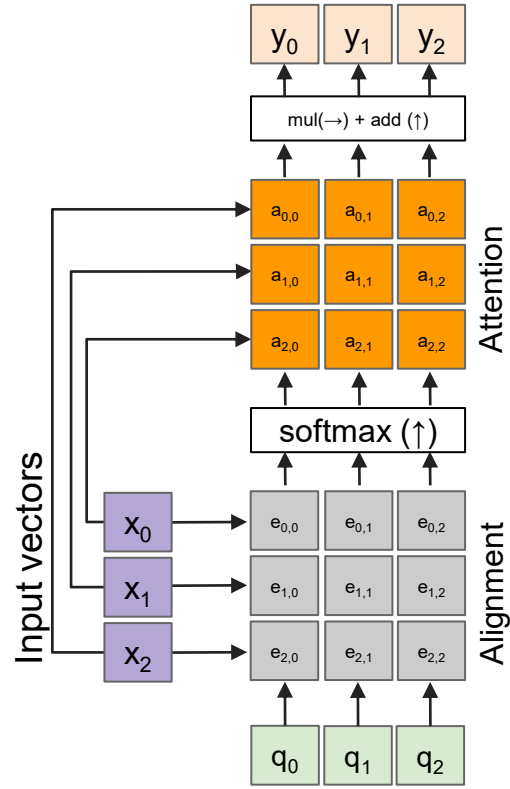 y₀ y₁ y₂
mul(→) + add (↑)
a₀,₀ a₀,₁ a₀,₂
a₁,₀ a₁,₁ a₁,₂
a₂,₀ a₂,₁ a₂,₂
Attention
softmax (↑)
Input vectors
x₀ e₀,₀ e₀,₁ e₀,₂
x₁ e₁,₀ e₁,₁ e₁,₂
x₂ e₂,₀ e₂,₁ e₂,₂
Alignment
q₀ q₁ q₂